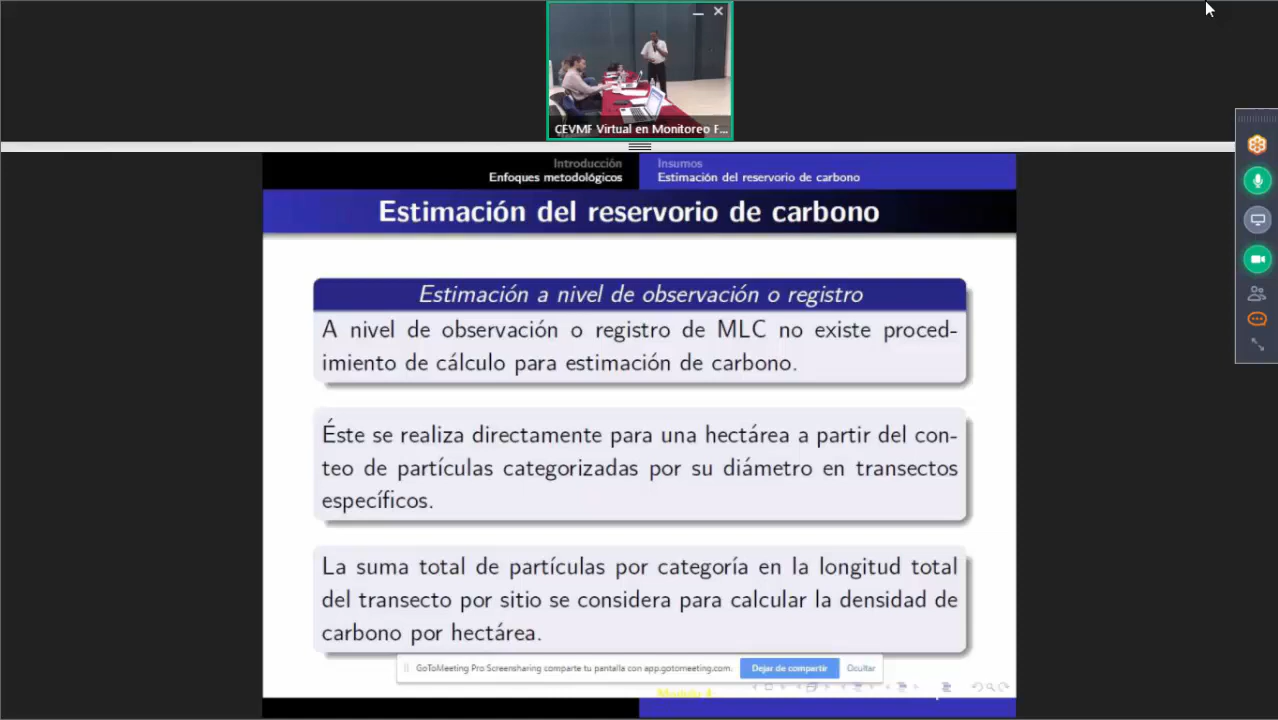 CEVMF Virtual en Monitoreo F...
Introducción
Enfoques metodológicos
Insumos
Estimación del reservorio de carbono
Estimación del reservorio de carbono
Estimación a nivel de observación o registro
A nivel de observación o registro de MLC no existe proced-
imiento de cálculo para estimación de carbono.
Éste se realiza directamente para una hectárea a partir del con-
teo de partículas categorizadas por su diámetro en transectos
específicos.
La suma total de partículas por categoría en la longitud total
del transecto por sitio se considera para calcular la densidad de
carbono por hectárea.
GoToMeeting Pro Screensharing comparte tu pantalla con app.gotomeeting.com.
Dejar de compartir
Ocultar
Modulo 4